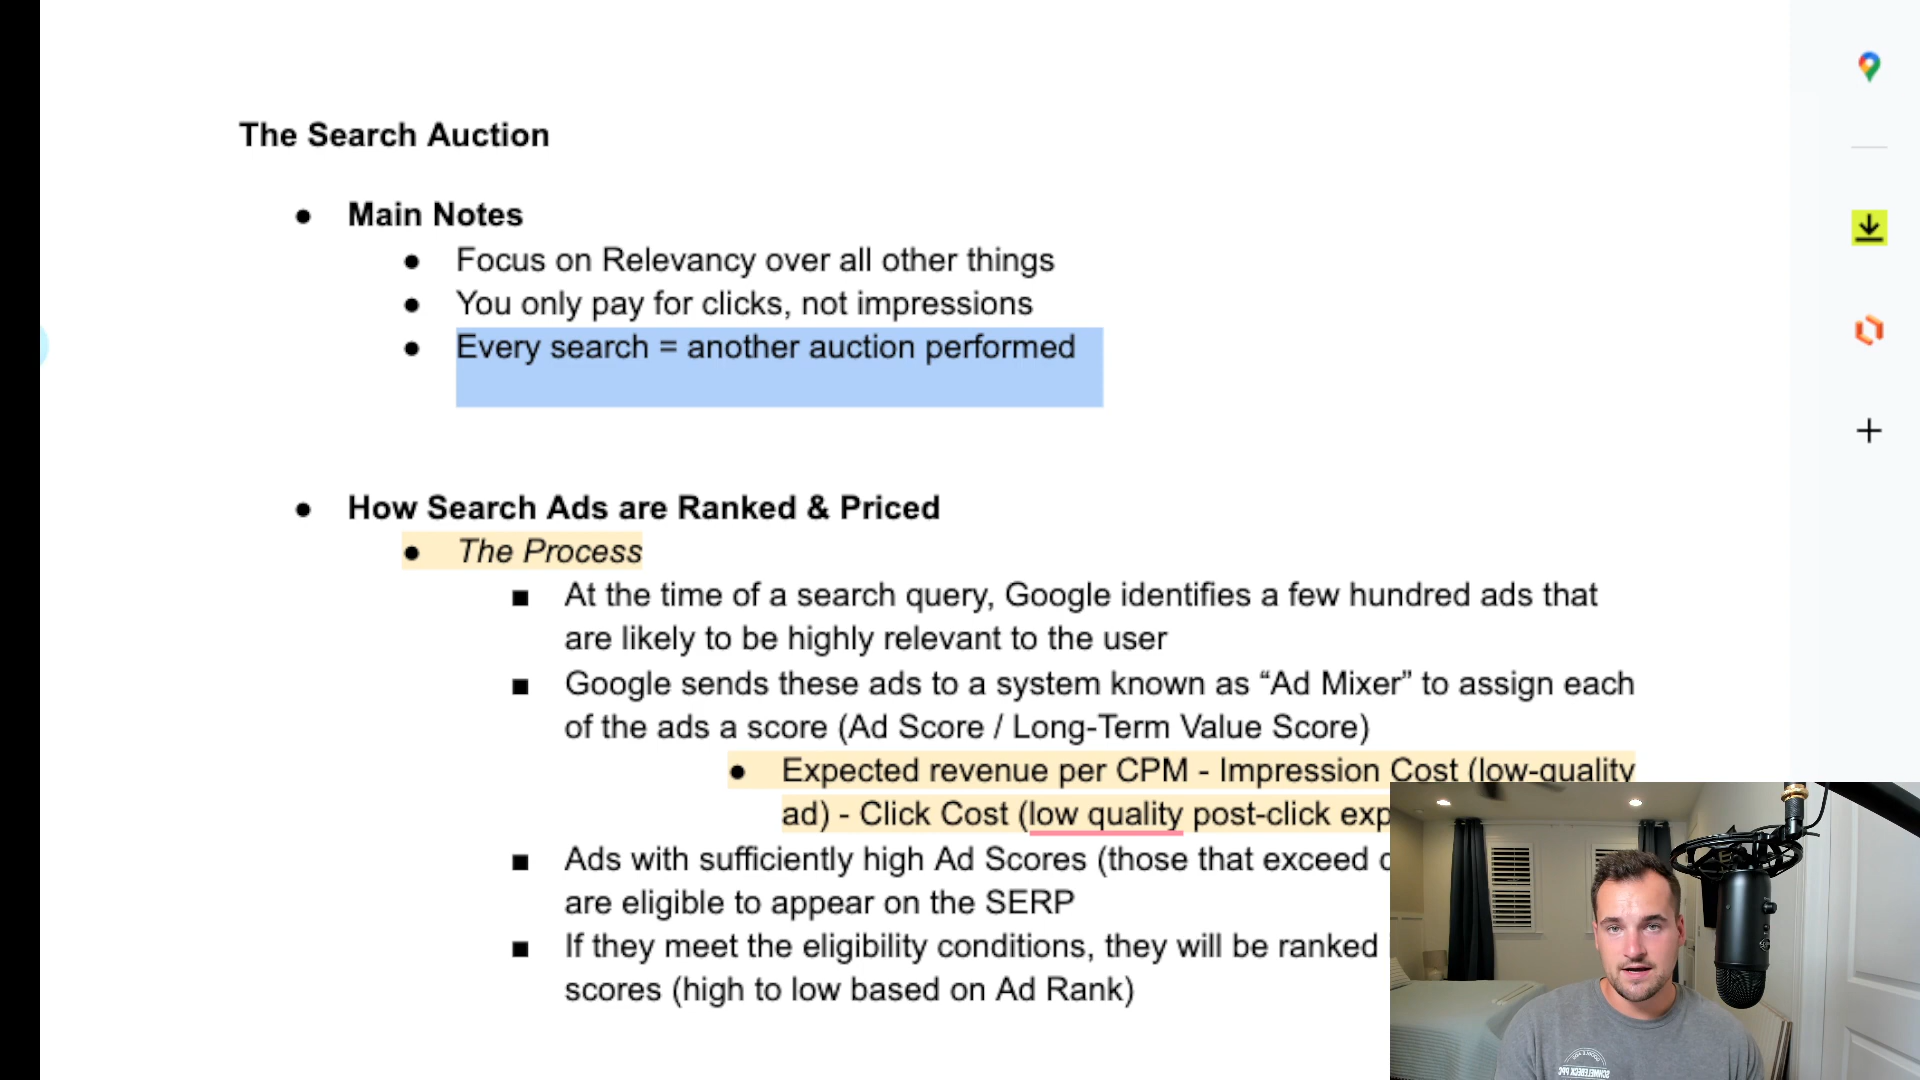 The Search Auction
● Main Notes
● Focus on Relevancy over all other things
● You only pay for clicks, not impressions
● Every search = another auction performed
● How Search Ads are Ranked & Priced
● The Process
■ At the time of a search query, Google identifies a few hundred ads that
are likely to be highly relevant to the user
■ Google sends these ads to a system known as “Ad Mixer” to assign each
of the ads a score (Ad Score / Long-Term Value Score)
● Expected revenue per CPM - Impression Cost (low-quality
ad) - Click Cost (low quality post-click exp
■ Ads with sufficiently high Ad Scores (those that exceed
are eligible to appear on the SERP
■ If they meet the eligibility conditions, they will be ranked
scores (high to low based on Ad Rank)